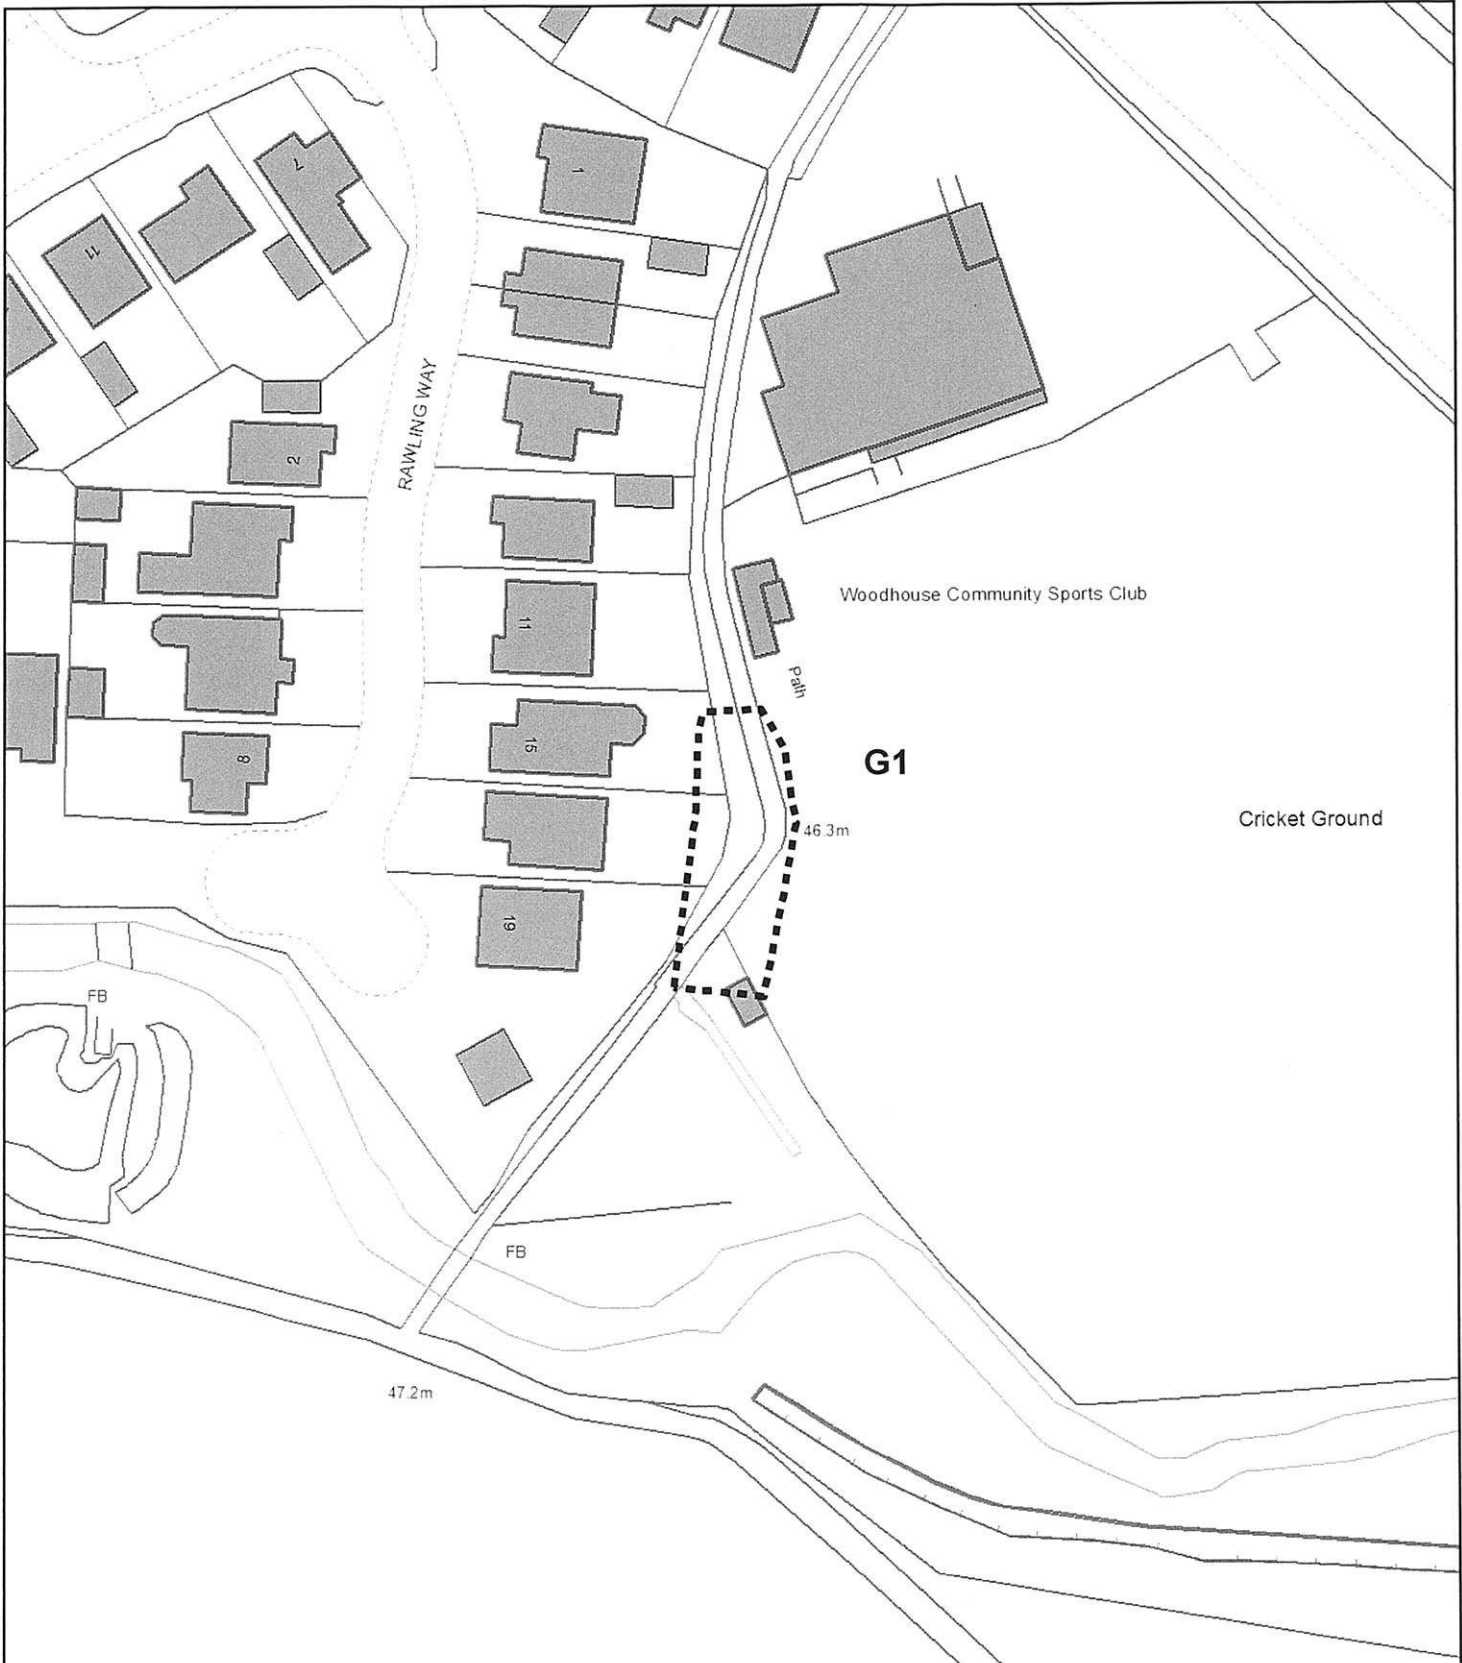 1
7
11
RAWLING WAY
2
Woodhouse Community Sports Club
11
Path
15
8
G1
46.3m
Cricket Ground
19
FB
FB
47.2m